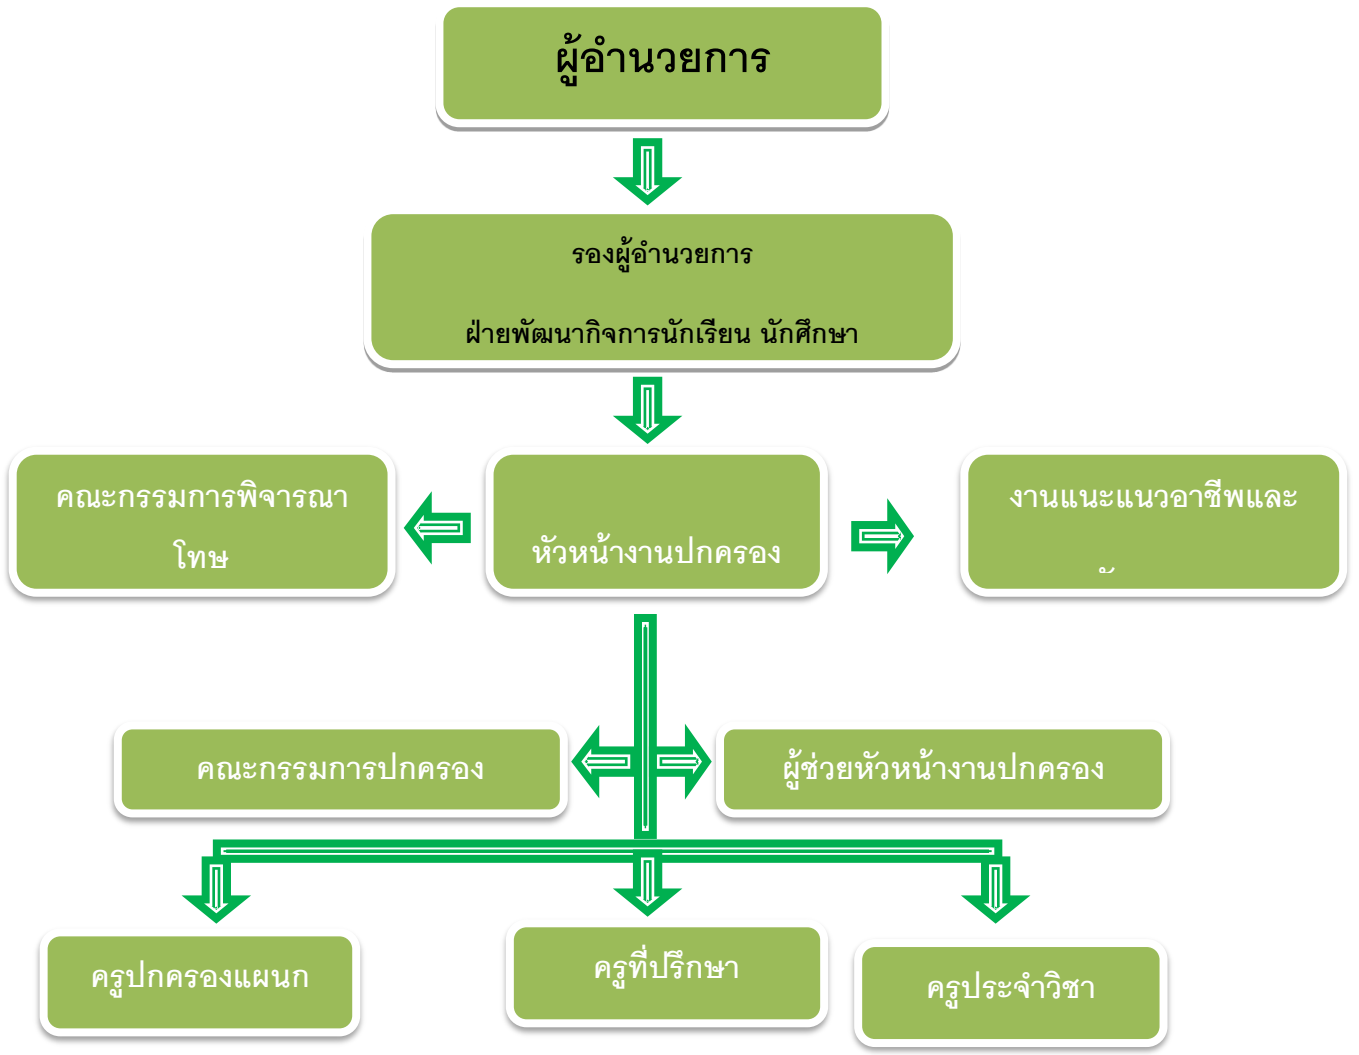 ผู้อำนวยการ
รองผู้อำนวยการ
ฝ่ายพัฒนากิจการนักเรียน นักศึกษา
คณะกรรมการพิจารณา
โทษ
หัวหน้างานปกครอง
งานแนะแนวอาชีพและ
คณะกรรมการปกครอง
ผู้ช่วยหัวหน้างานปกครอง
ครูปกครองแผนก
ครูที่ปรึกษา
ครูประจำวิชา